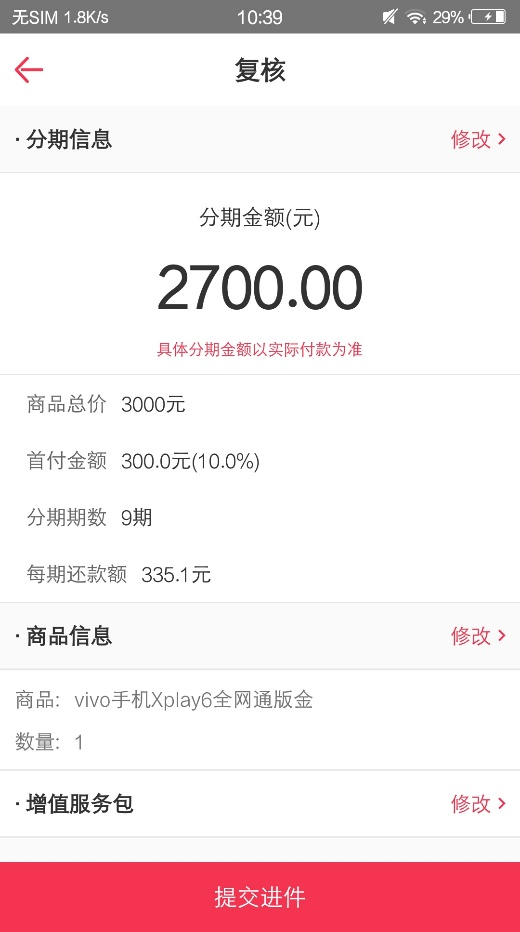 无SIM 1.8K/s 10:39 29%
复核
· 分期信息 修改
分期金额(元)
2700.00
具体分期金额以实际付款为准
商品总价 3000元
首付金额 300.0元(10.0%)
分期期数 9期
每期还款额 335.1元
· 商品信息 修改
商品: vivo手机Xplay6全网通版金
数量: 1
· 增值服务包 修改
提交进件